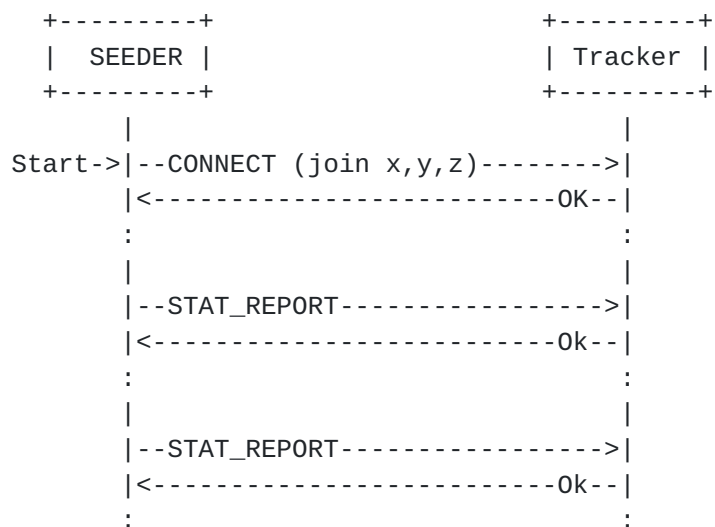 +---------+                     +---------+
  |  SEEDER |                     | Tracker |
  +---------+                     +---------+
       |                               |
Start->|--CONNECT (join x,y,z)-------->|
       |<--------------------------OK--|
       :                               :
       |                               |
       |--STAT_REPORT----------------->|
       |<--------------------------Ok--|
       :                               :
       |                               |
       |--STAT_REPORT----------------->|
       |<--------------------------Ok--|
       :                               :